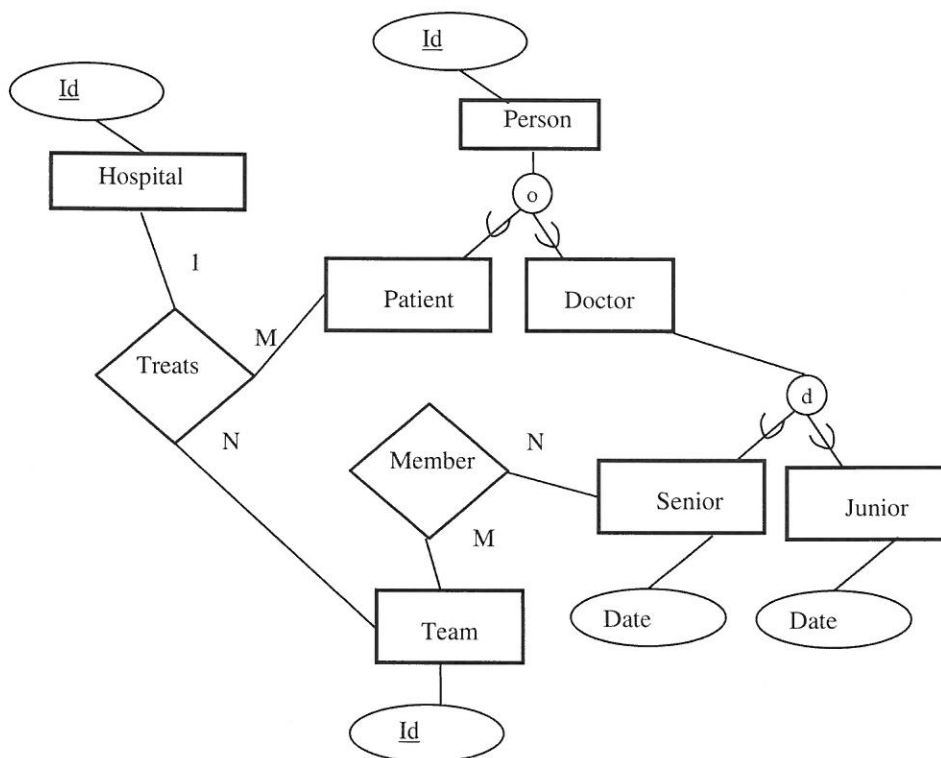 Id
Id
Person
Hospital
o
1
Patient
Doctor
M
Treats
d
N
Member
N
Senior
Junior
M
Team
Date
Date
Id